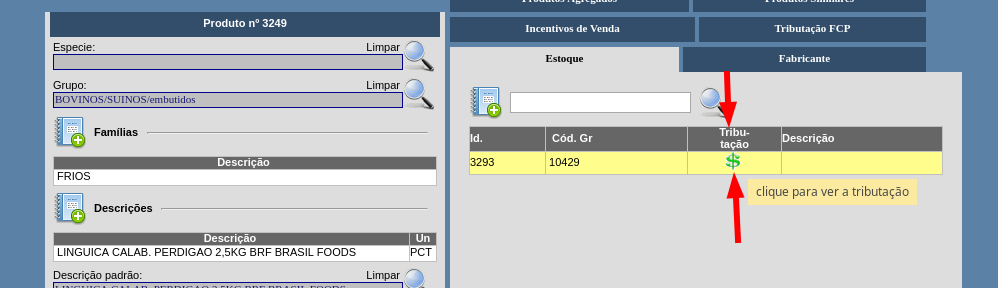 Produtos Agregados
Produtos Similares
Produto nº 3249
Incentivos de Venda
Tributação FCP
Especie:
Limpar
Estoque
Fabricante
Grupo:
Limpar
BOVINOS/SUINOS/embutidos
Famílias
Id.
Cód. Gr
Tribu-
tação
Descrição
3293
10429
Descrição
FRIOS
clique para ver a tributação
Descrições
Descrição
Un
LINGUICA CALAB. PERDIGAO 2,5KG BRF BRASIL FOODS
PCT
Descrição padrão:
Limpar
LINGUICA CALAB. PERDIGAO 2,5KG BRF BRASIL FOODS